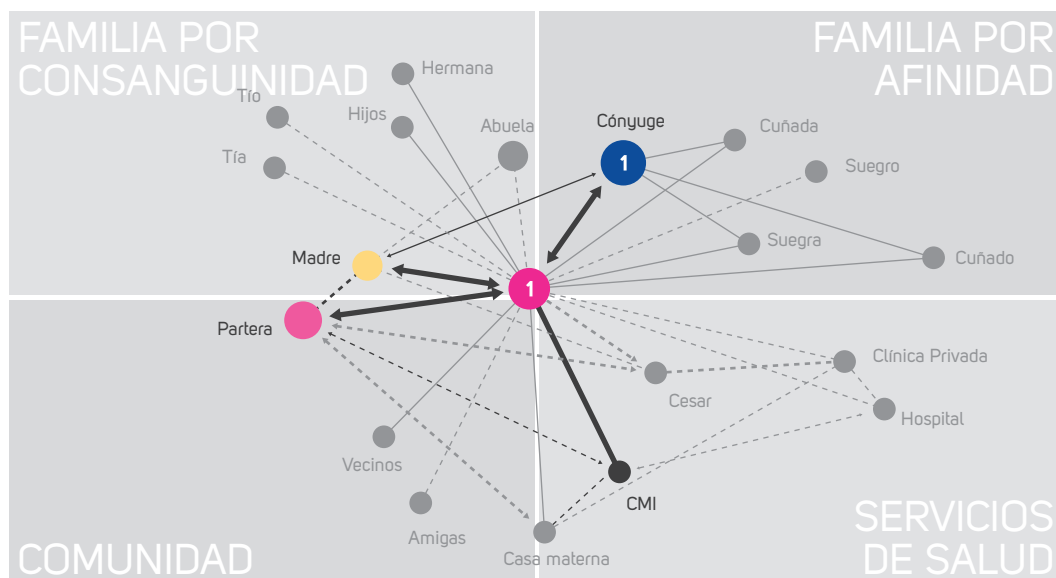 FAMILIA POR
CONSANGUINIDAD
FAMILIA POR
AFINIDAD
Hermana
Tío
Hijos
Abuela
Tía
Cónyuge
1
Cuñada
Suegro
Suegra
Cuñado
Madre
1
Partera
Clínica Privada
Cesar
Hospital
Vecinos
CMI
Amigas
Casa materna
COMUNIDAD
SERVICIOS
DE SALUD